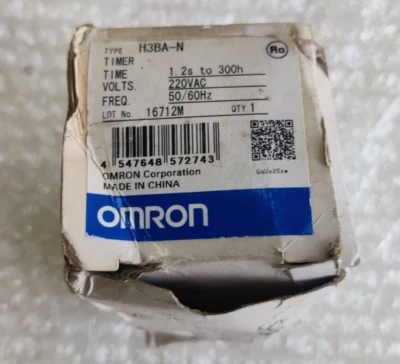 TYPE H3BA-N
TIMER
TIME 1.2s to 300h
VOLTS. 220VAC
FREQ. 50/60Hz
LOT No. 16712M QTY.1
Ro
4 547648 572743
OMRON Corporation
MADE IN CHINA
OMRON